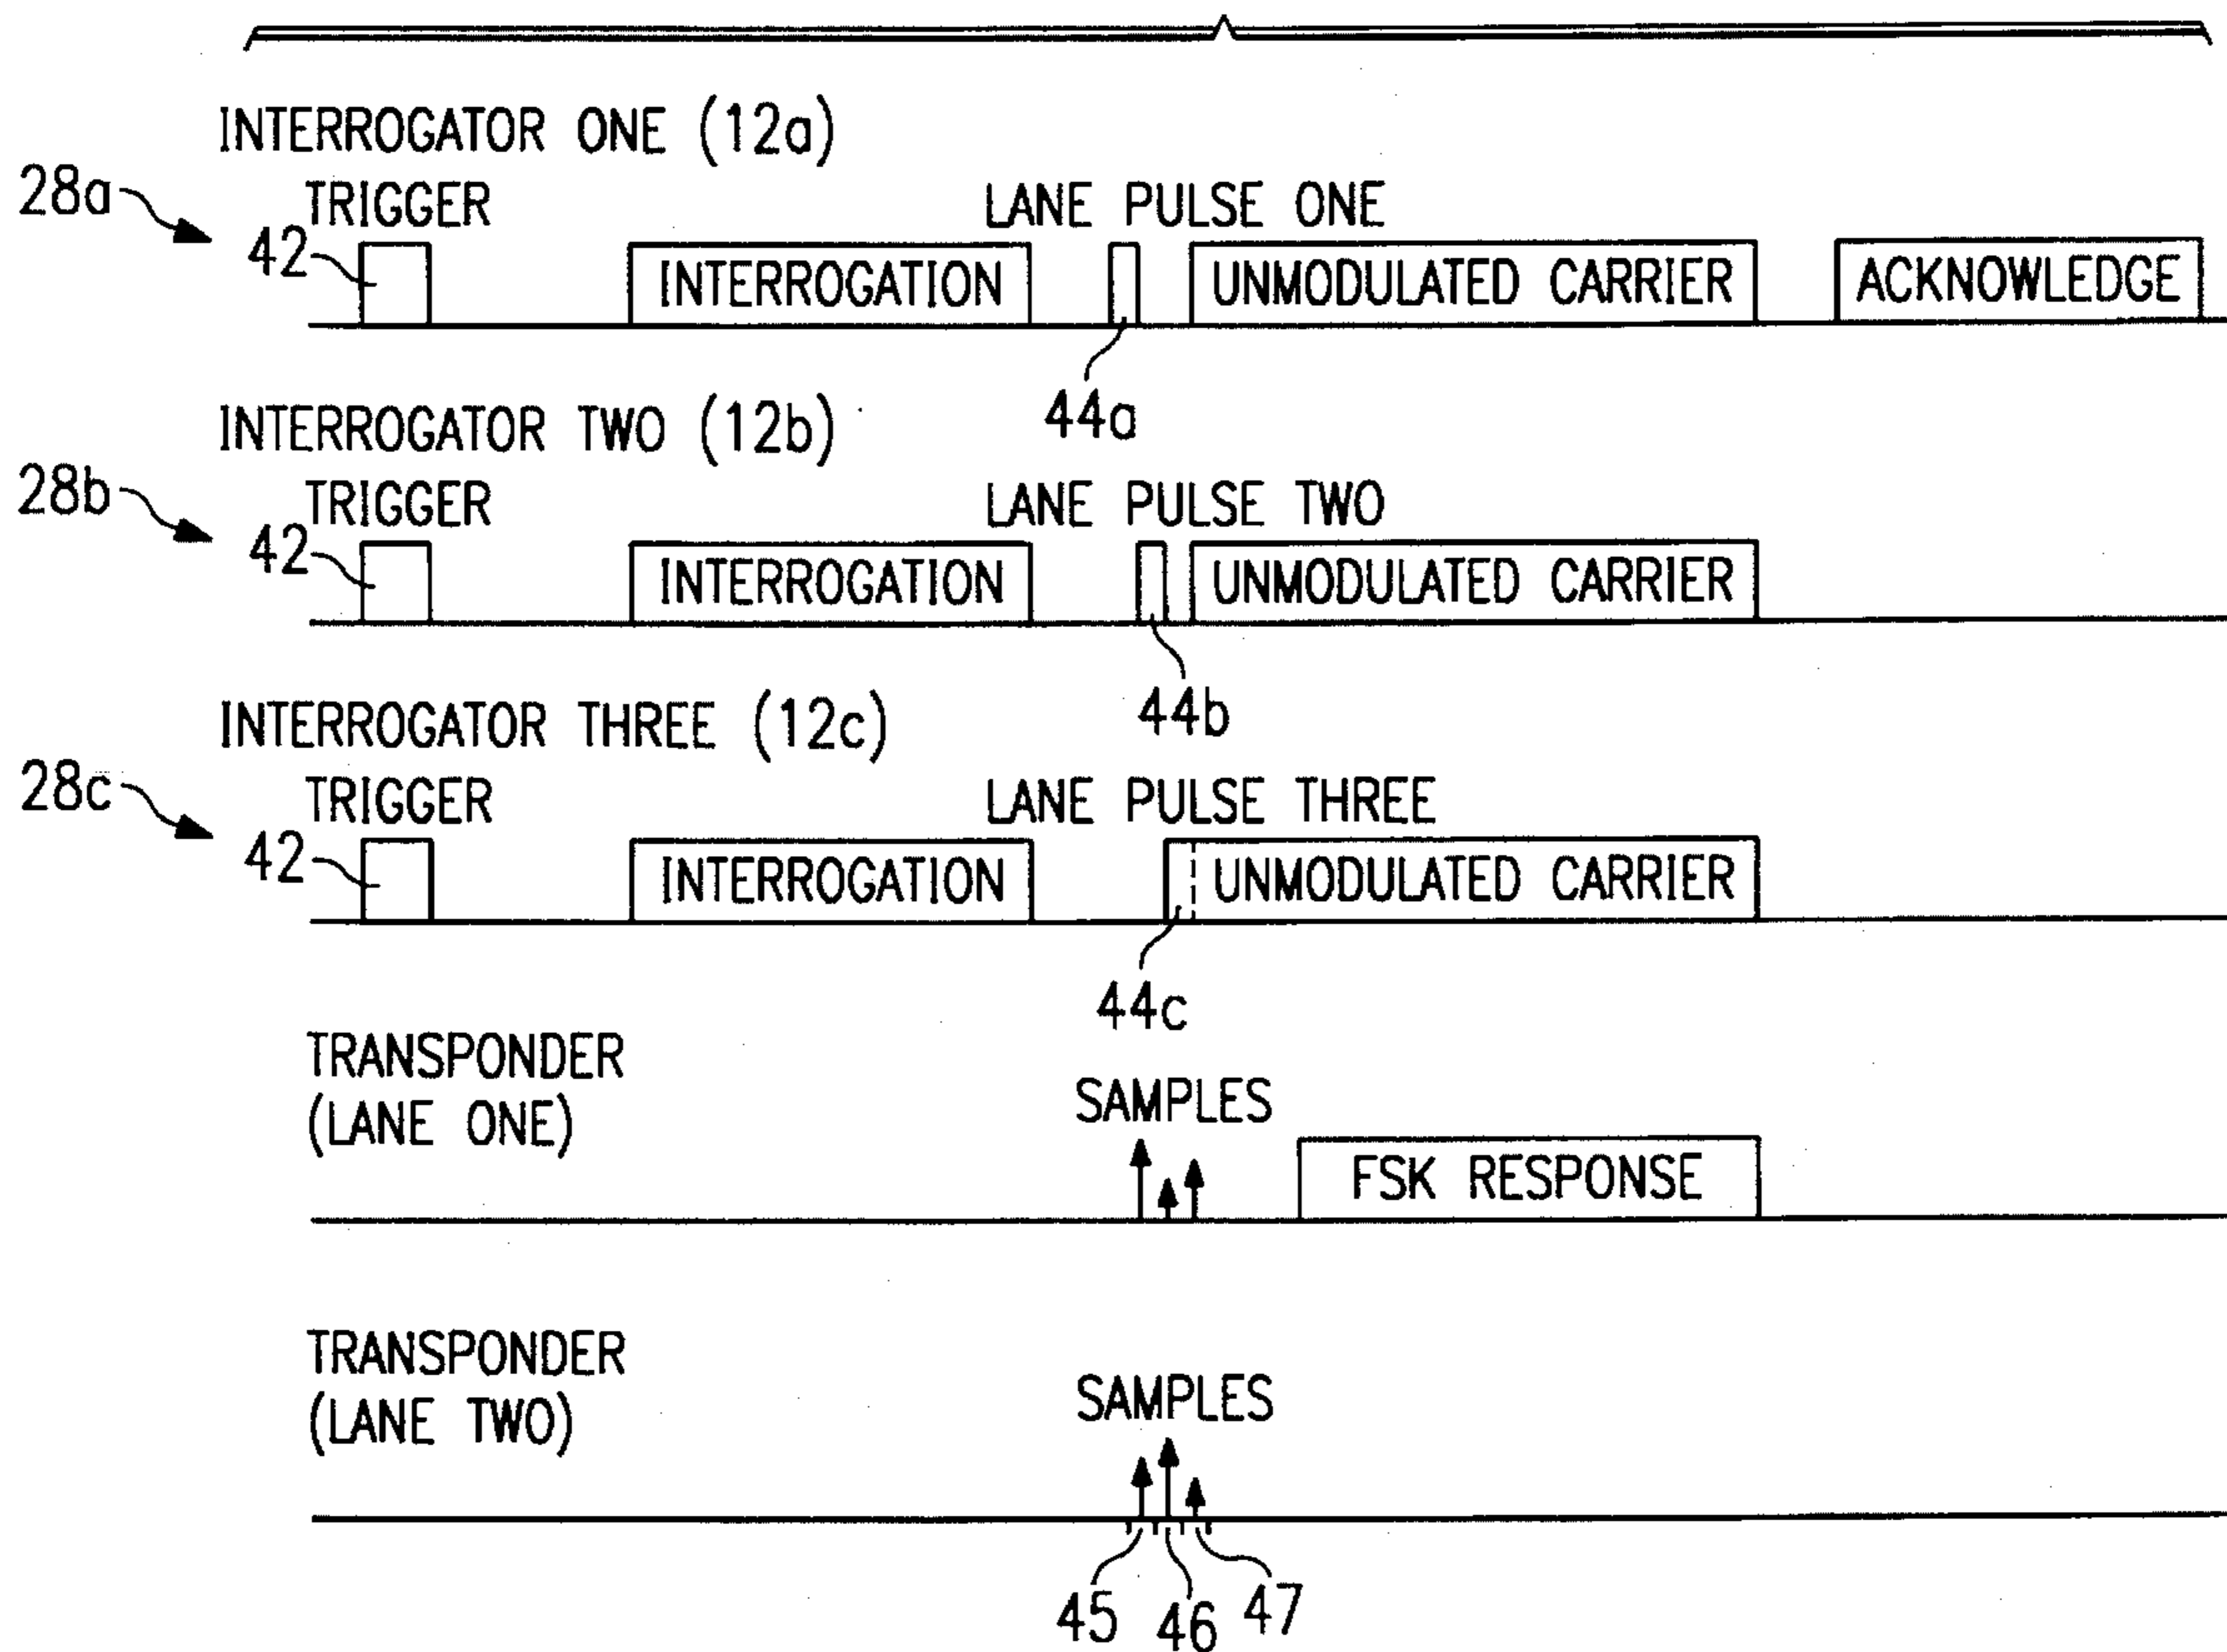 INTERROGATOR ONE (12a)
28a
TRIGGER
LANE PULSE ONE
42
INTERROGATION
UNMODULATED CARRIER
ACKNOWLEDGE
44a
INTERROGATOR TWO (12b)
28b
TRIGGER
LANE PULSE TWO
42
INTERROGATION
UNMODULATED CARRIER
44b
INTERROGATOR THREE (12c)
28c
TRIGGER
LANE PULSE THREE
42
INTERROGATION
UNMODULATED CARRIER
44c
TRANSPONDER
(LANE ONE)
SAMPLES
FSK RESPONSE
TRANSPONDER
(LANE TWO)
SAMPLES
45
46
47